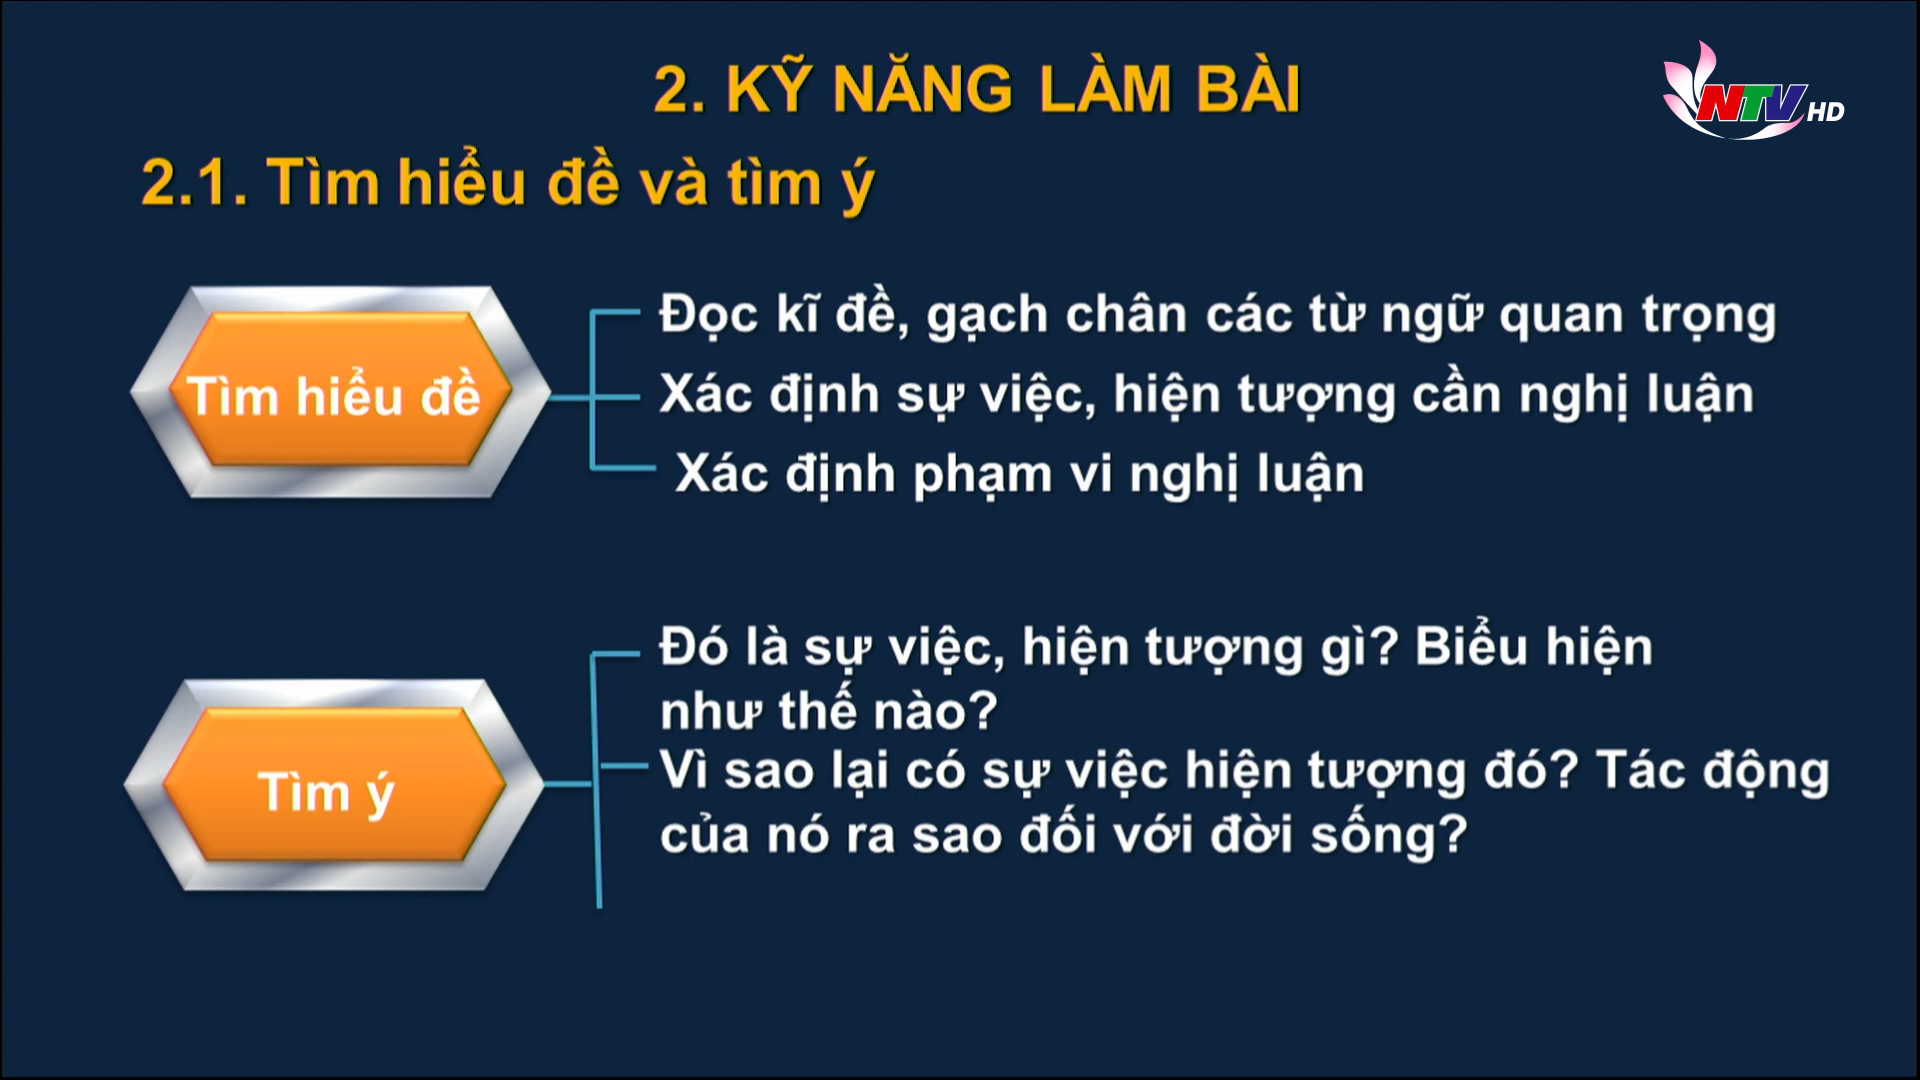 2. KỸ NĂNG LÀM BÀI
NTV HD
2.1. Tìm hiểu đề và tìm ý
Tìm hiểu đề
Đọc kĩ đề, gạch chân các từ ngữ quan trọng
Xác định sự việc, hiện tượng cần nghị luận
Xác định phạm vi nghị luận
Tìm ý
Đó là sự việc, hiện tượng gì? Biểu hiện
như thế nào?
Vì sao lại có sự việc hiện tượng đó? Tác động
của nó ra sao đối với đời sống?